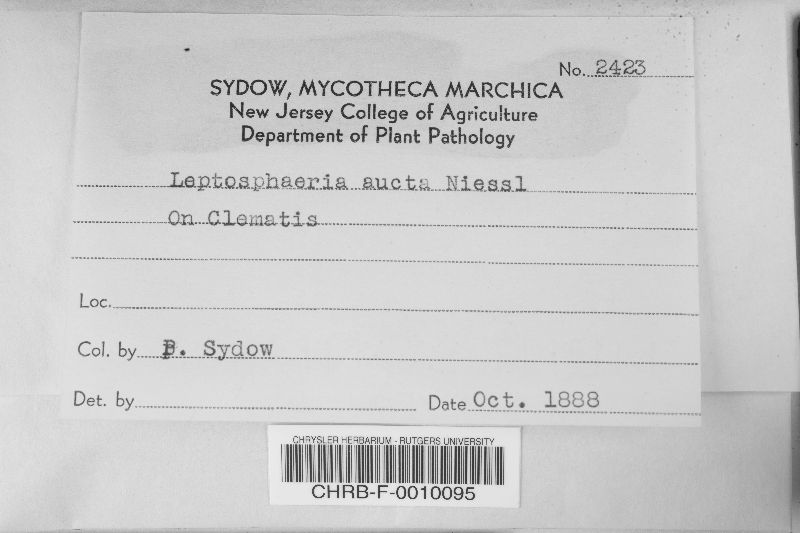 No. 2423
SYDOW, MYCOTHECA MARCHICA
New Jersey College of Agriculture
Department of Plant Pathology
Leptosphaeria aucta Niessl
On Clematis
Loc.
Col. by P. Sydow
Det. by
Date Oct. 1888
CHRYSLER HERBARIUM - RUTGERS UNIVERSITY
CHRB-F-0010095